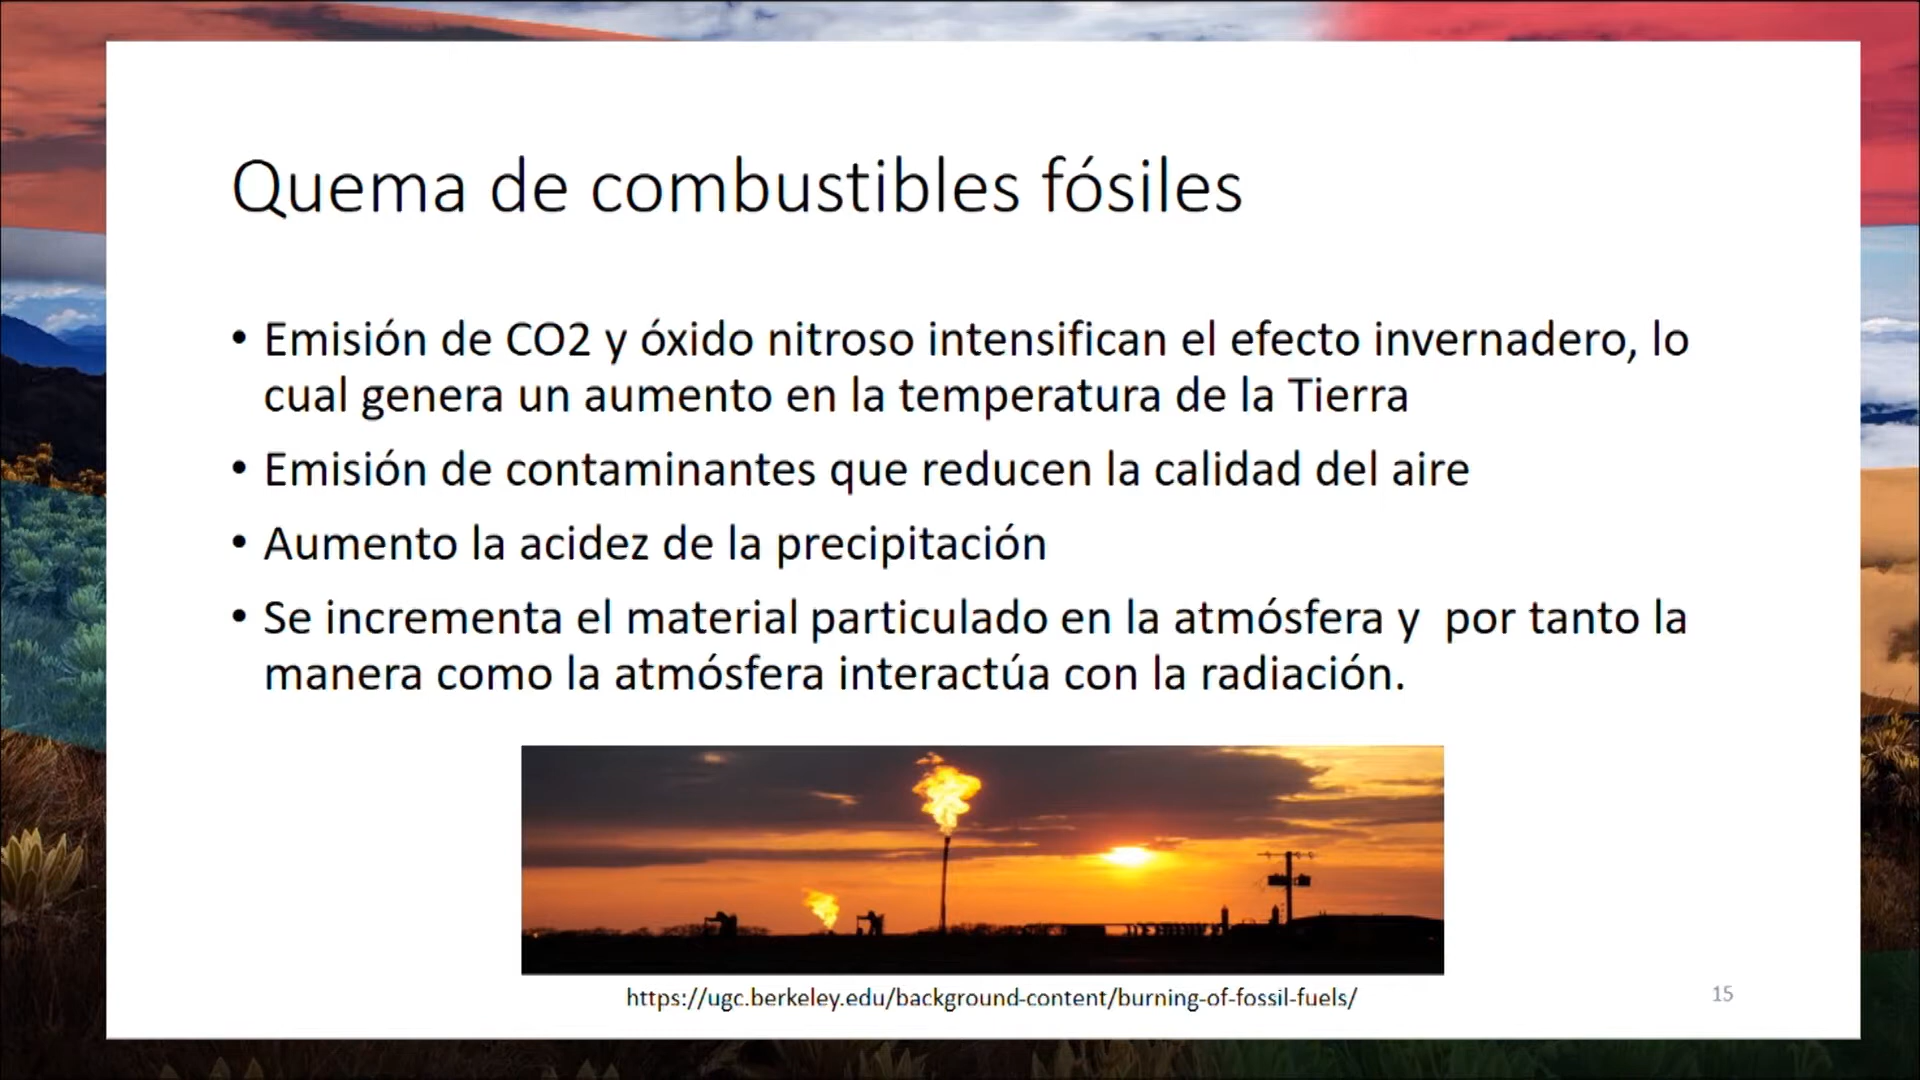 Quema de combustibles fósiles
• Emisión de CO2 y óxido nitroso intensifican el efecto invernadero, lo
cual genera un aumento en la temperatura de la Tierra
• Emisión de contaminantes que reducen la calidad del aire
• Aumento la acidez de la precipitación
• Se incrementa el material particulado en la atmósfera y  por tanto la
manera como la atmósfera interactúa con la radiación.
https://ugc.berkeley.edu/background-content/burning-of-fossil-fuels/
15